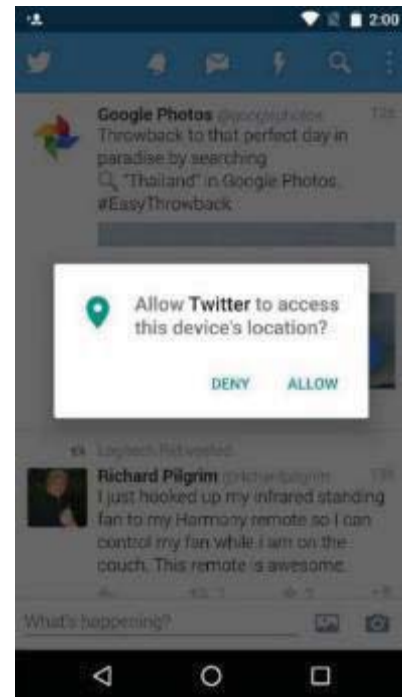 2:00
Google Photos @googlephotos
Throwback to that perfect day in
paradise by searching
"Thailand" in Google Photos.
#EasyThrowback
Allow Twitter to access
this device's location?
DENY ALLOW
Richard Pilgrim
I just hooked up my infrared standing
fan to my Harmony remote so I can
control my fan while I am on the
couch. This remote is awesome.
What's happening?